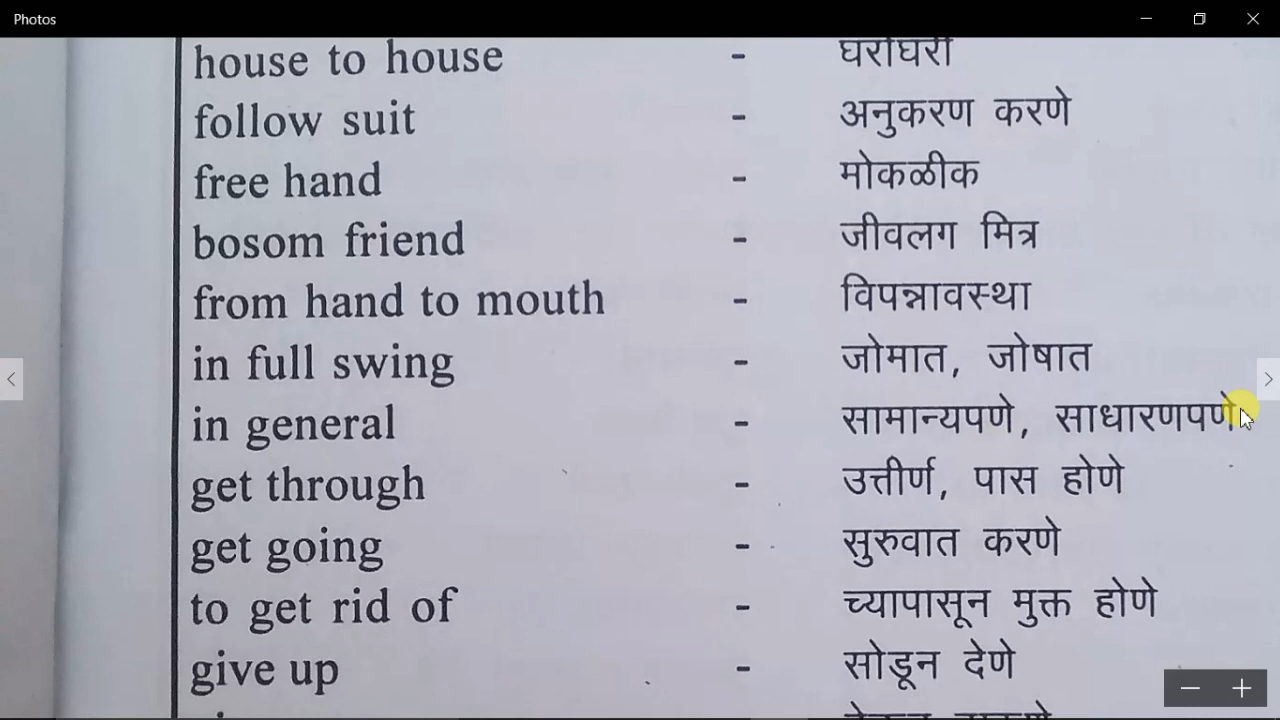 Photos
house to house - घरोघरी
follow suit - अनुकरण करणे
free hand - मोकळीक
bosom friend - जीवलग मित्र
from hand to mouth - विपन्नावस्था
in full swing - जोमात, जोषात
in general - सामान्यपणे, साधारणपणे
get through - उत्तीर्ण, पास होणे
get going - सुरुवात करणे
to get rid of - च्यापासून मुक्त होणे
give up - सोडून देणे